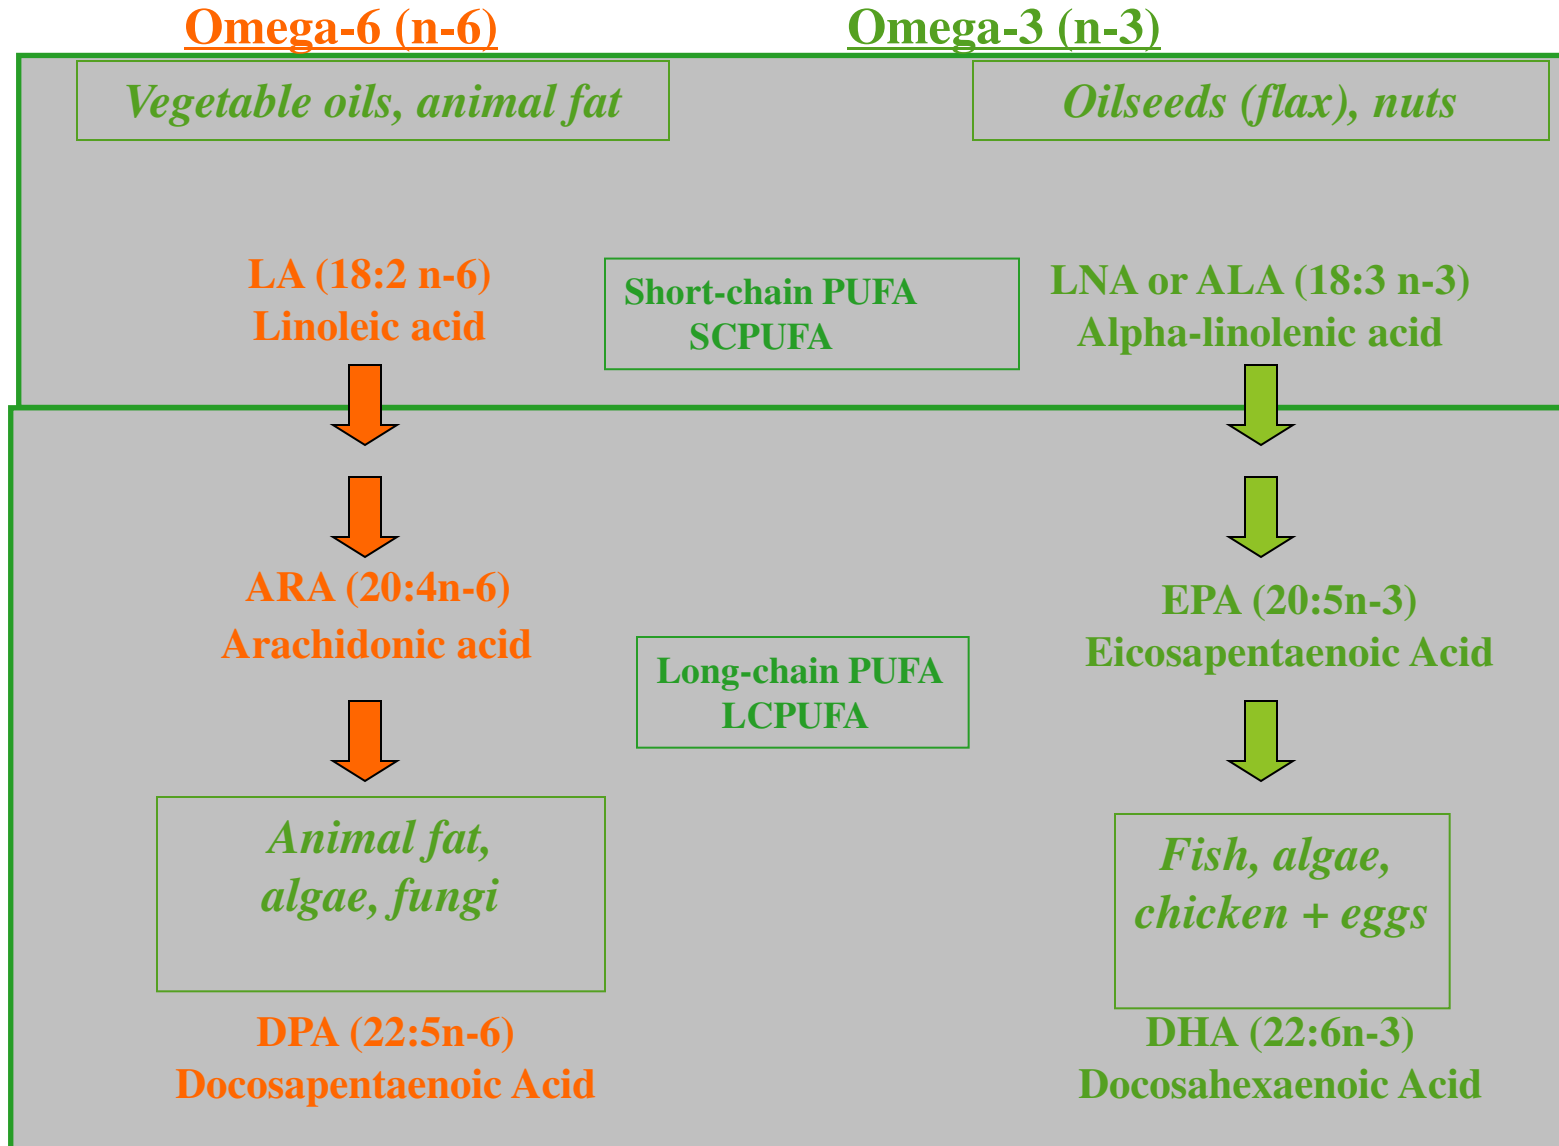 Omega-6 (n-6)
Omega-3 (n-3)
Vegetable oils, animal fat
Oilseeds (flax), nuts
LA (18:2 n-6)
Linoleic acid
Short-chain PUFA
SCPUFA
LNA or ALA (18:3 n-3)
Alpha-linolenic acid
ARA (20:4n-6)
Arachidonic acid
EPA (20:5n-3)
Eicosapentaenoic Acid
Long-chain PUFA
LCPUFA
Animal fat,
algae, fungi
Fish, algae,
chicken + eggs
DPA (22:5n-6)
Docosapentaenoic Acid
DHA (22:6n-3)
Docosahexaenoic Acid